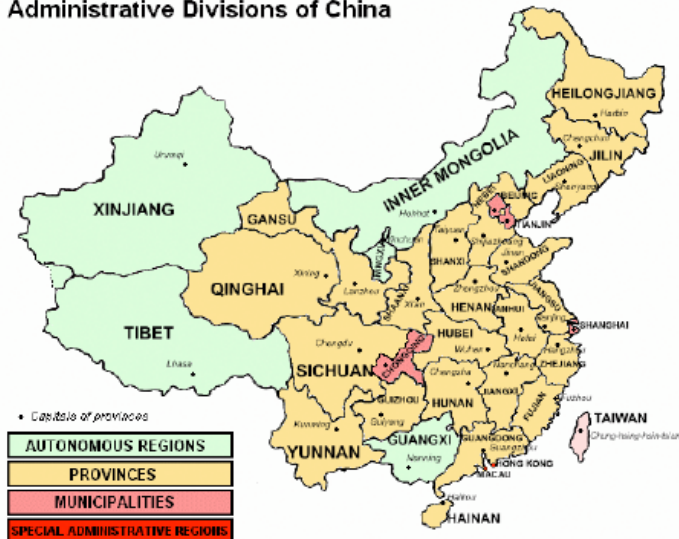 Administrative Divisions of China
HEILONGJIANG
Harbin
Changchun
JILIN
LIAONING
Shenyang
Urumqi
INNER MONGOLIA
Hohhot
XINJIANG
GANSU
HEBEI
BEIJING
TIANJIN
NINGXIA
Yinchuan
Taiyuan
Shijiazhuang
Jinan
SHANXI
SHANDONG
QINGHAI
Xining
Lanzhou
SHAANXI
Xian
Zhengzhou
HENAN
JIANGSU
ANHUI
Nanjing
SHANGHAI
TIBET
Lhasa
Chengdu
SICHUAN
CHONGQING
HUBEI
Wuhan
Hefei
Hangzhou
ZHEJIANG
Nanchang
Changsha
HUNAN
JIANGXI
GUIZHOU
Guiyang
FUJIAN
Fuzhou
TAIWAN
Kunming
YUNNAN
GUANGXI
Nanning
GUANGDONG
Guangzhou
HONG KONG
MACAU
Haikou
HAINAN
• Capitals of provinces
AUTONOMOUS REGIONS
PROVINCES
MUNICIPALITIES
SPECIAL ADMINISTRATIVE REGIONS